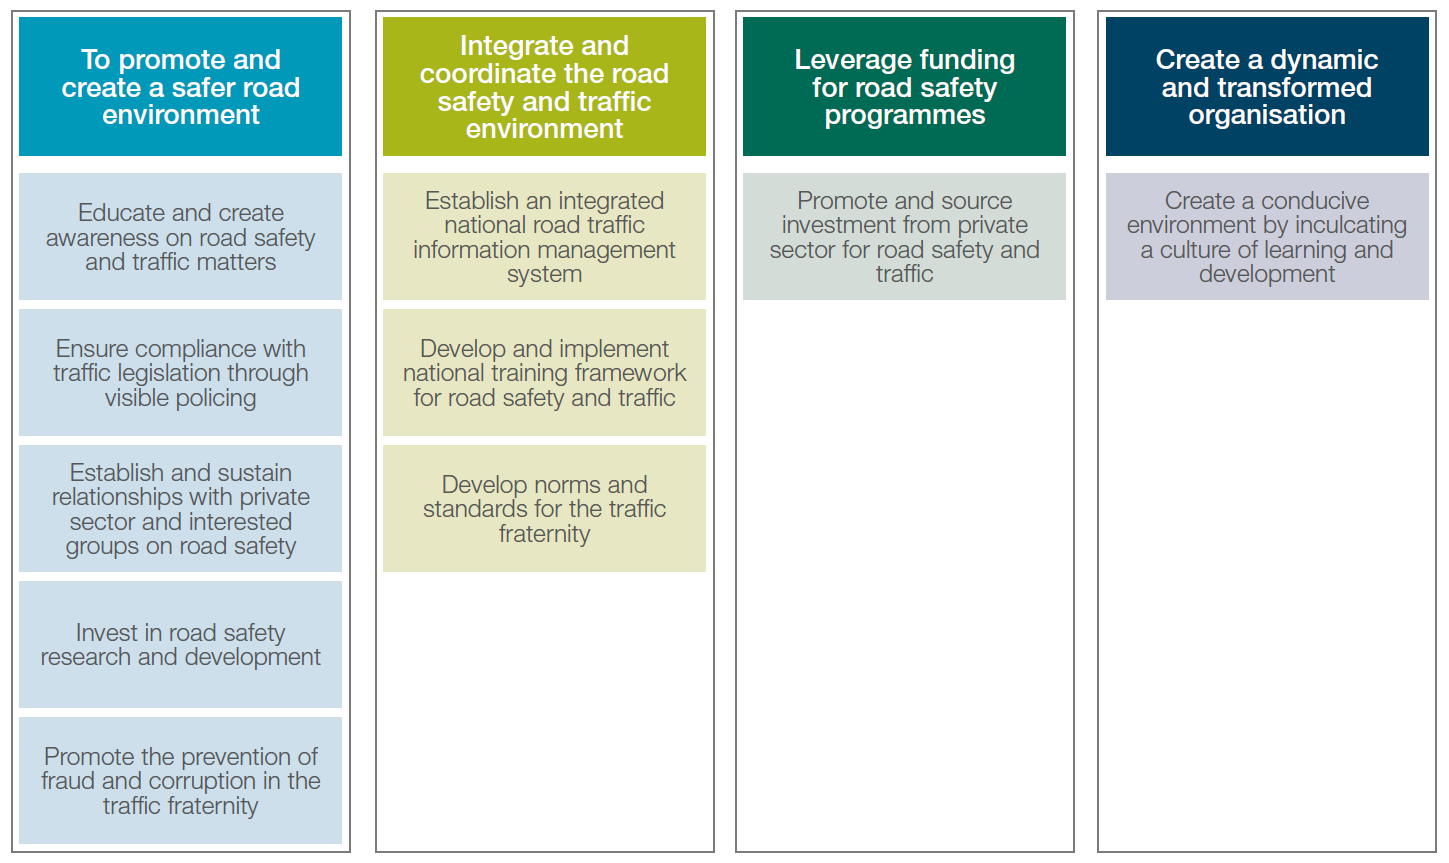 To promote and
create a safer road
environment
Educate and create
awareness on road safety
and traffic matters
Ensure compliance with
traffic legislation through
visible policing
Establish and sustain
relationships with private
sector and interested
groups on road safety
Invest in road safety
research and development
Promote the prevention of
fraud and corruption in the
traffic fraternity
Integrate and
coordinate the road
safety and traffic
environment
Establish an integrated
national road traffic
information management
system
Develop and implement
national training framework
for road safety and traffic
Develop norms and
standards for the traffic
fraternity
Leverage funding
for road safety
programmes
Promote and source
investment from private
sector for road safety and
traffic
Create a dynamic
and transformed
organisation
Create a conducive
environment by inculcating
a culture of learning and
development